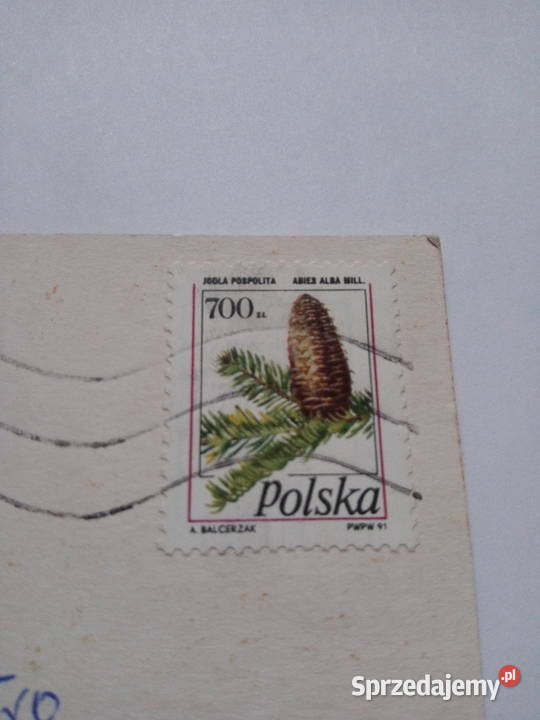 JODŁA POSPOLITA ABIES ALBA MILL.
700 ZŁ
Polska
A. BALCERZAK PWPW 91
Sprzedajemy.pl